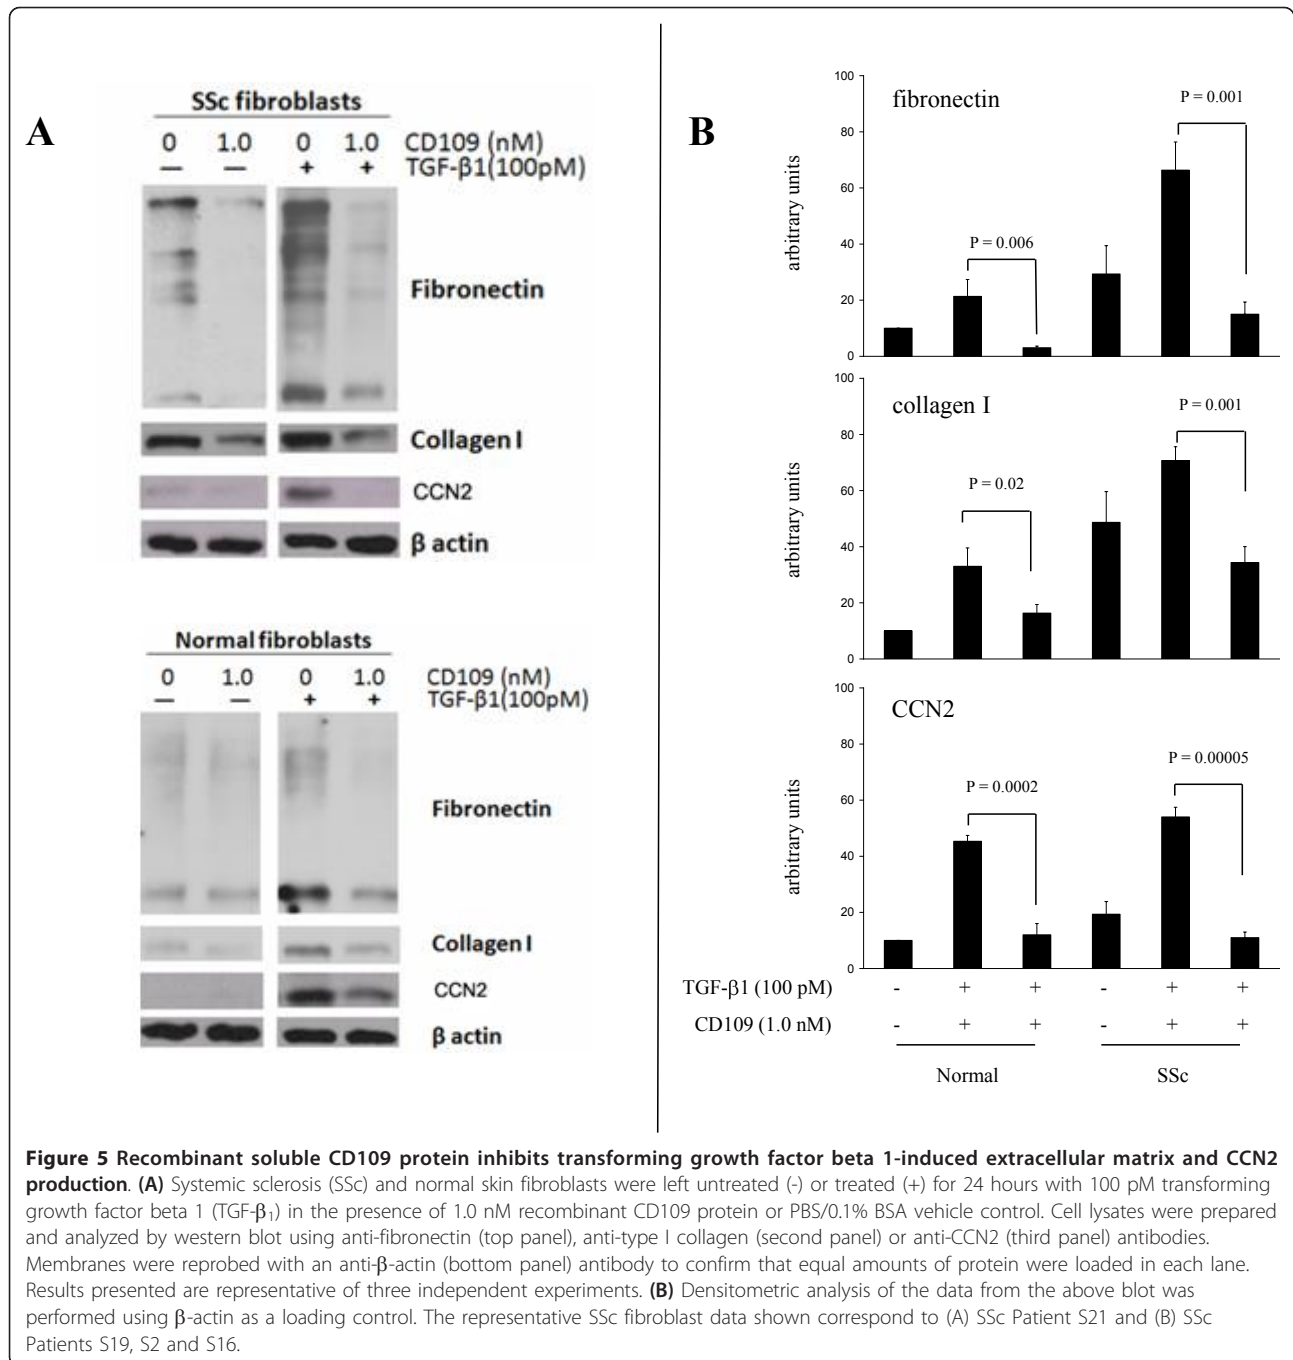 A
SSc fibroblasts
0 1.0 0 1.0 CD109 (nM)
— — + + TGF-β1(100pM)
Fibronectin
Collagen I
CCN2
β actin
Normal fibroblasts
0 1.0 0 1.0 CD109 (nM)
— — + + TGF-β1(100pM)
Fibronectin
Collagen I
CCN2
β actin
B
fibronectin
P = 0.006
P = 0.001
arbitrary units
100
80
60
40
20
0
collagen I
P = 0.02
P = 0.001
arbitrary units
100
80
60
40
20
0
CCN2
P = 0.0002
P = 0.00005
arbitrary units
100
80
60
40
20
0
TGF-β1 (100 pM) - + + - + +
CD109 (1.0 nM) - + + - + +
Normal SSc
Figure 5 Recombinant soluble CD109 protein inhibits transforming growth factor beta 1-induced extracellular matrix and CCN2
production. (A) Systemic sclerosis (SSc) and normal skin fibroblasts were left untreated (-) or treated (+) for 24 hours with 100 pM transforming
growth factor beta 1 (TGF-β₁) in the presence of 1.0 nM recombinant CD109 protein or PBS/0.1% BSA vehicle control. Cell lysates were prepared
and analyzed by western blot using anti-fibronectin (top panel), anti-type I collagen (second panel) or anti-CCN2 (third panel) antibodies.
Membranes were reprobed with an anti-β-actin (bottom panel) antibody to confirm that equal amounts of protein were loaded in each lane.
Results presented are representative of three independent experiments. (B) Densitometric analysis of the data from the above blot was
performed using β-actin as a loading control. The representative SSc fibroblast data shown correspond to (A) SSc Patient S21 and (B) SSc
Patients S19, S2 and S16.